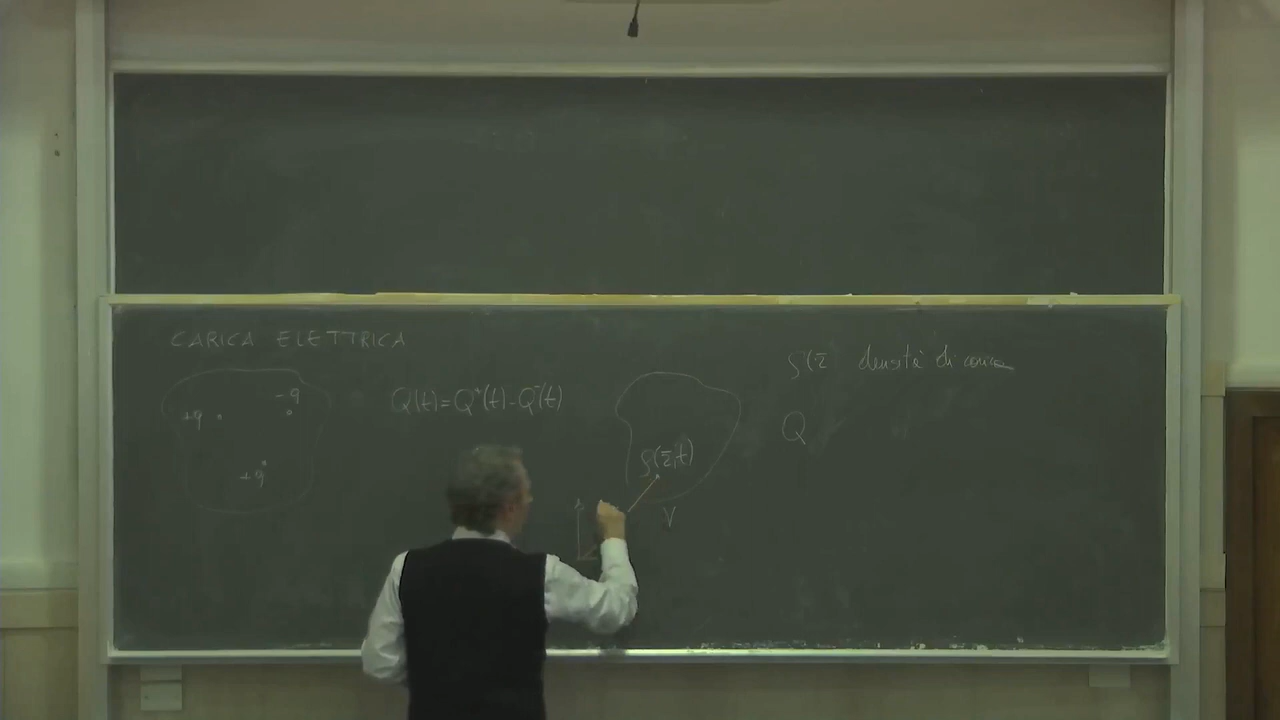 CARICA ELETTRICA
+q
-q
+q
Q(t)=Q⁺(t)-Q⁻(t)
ρ(r̄,t)
V
ρ(r̄ densità di carica
Q